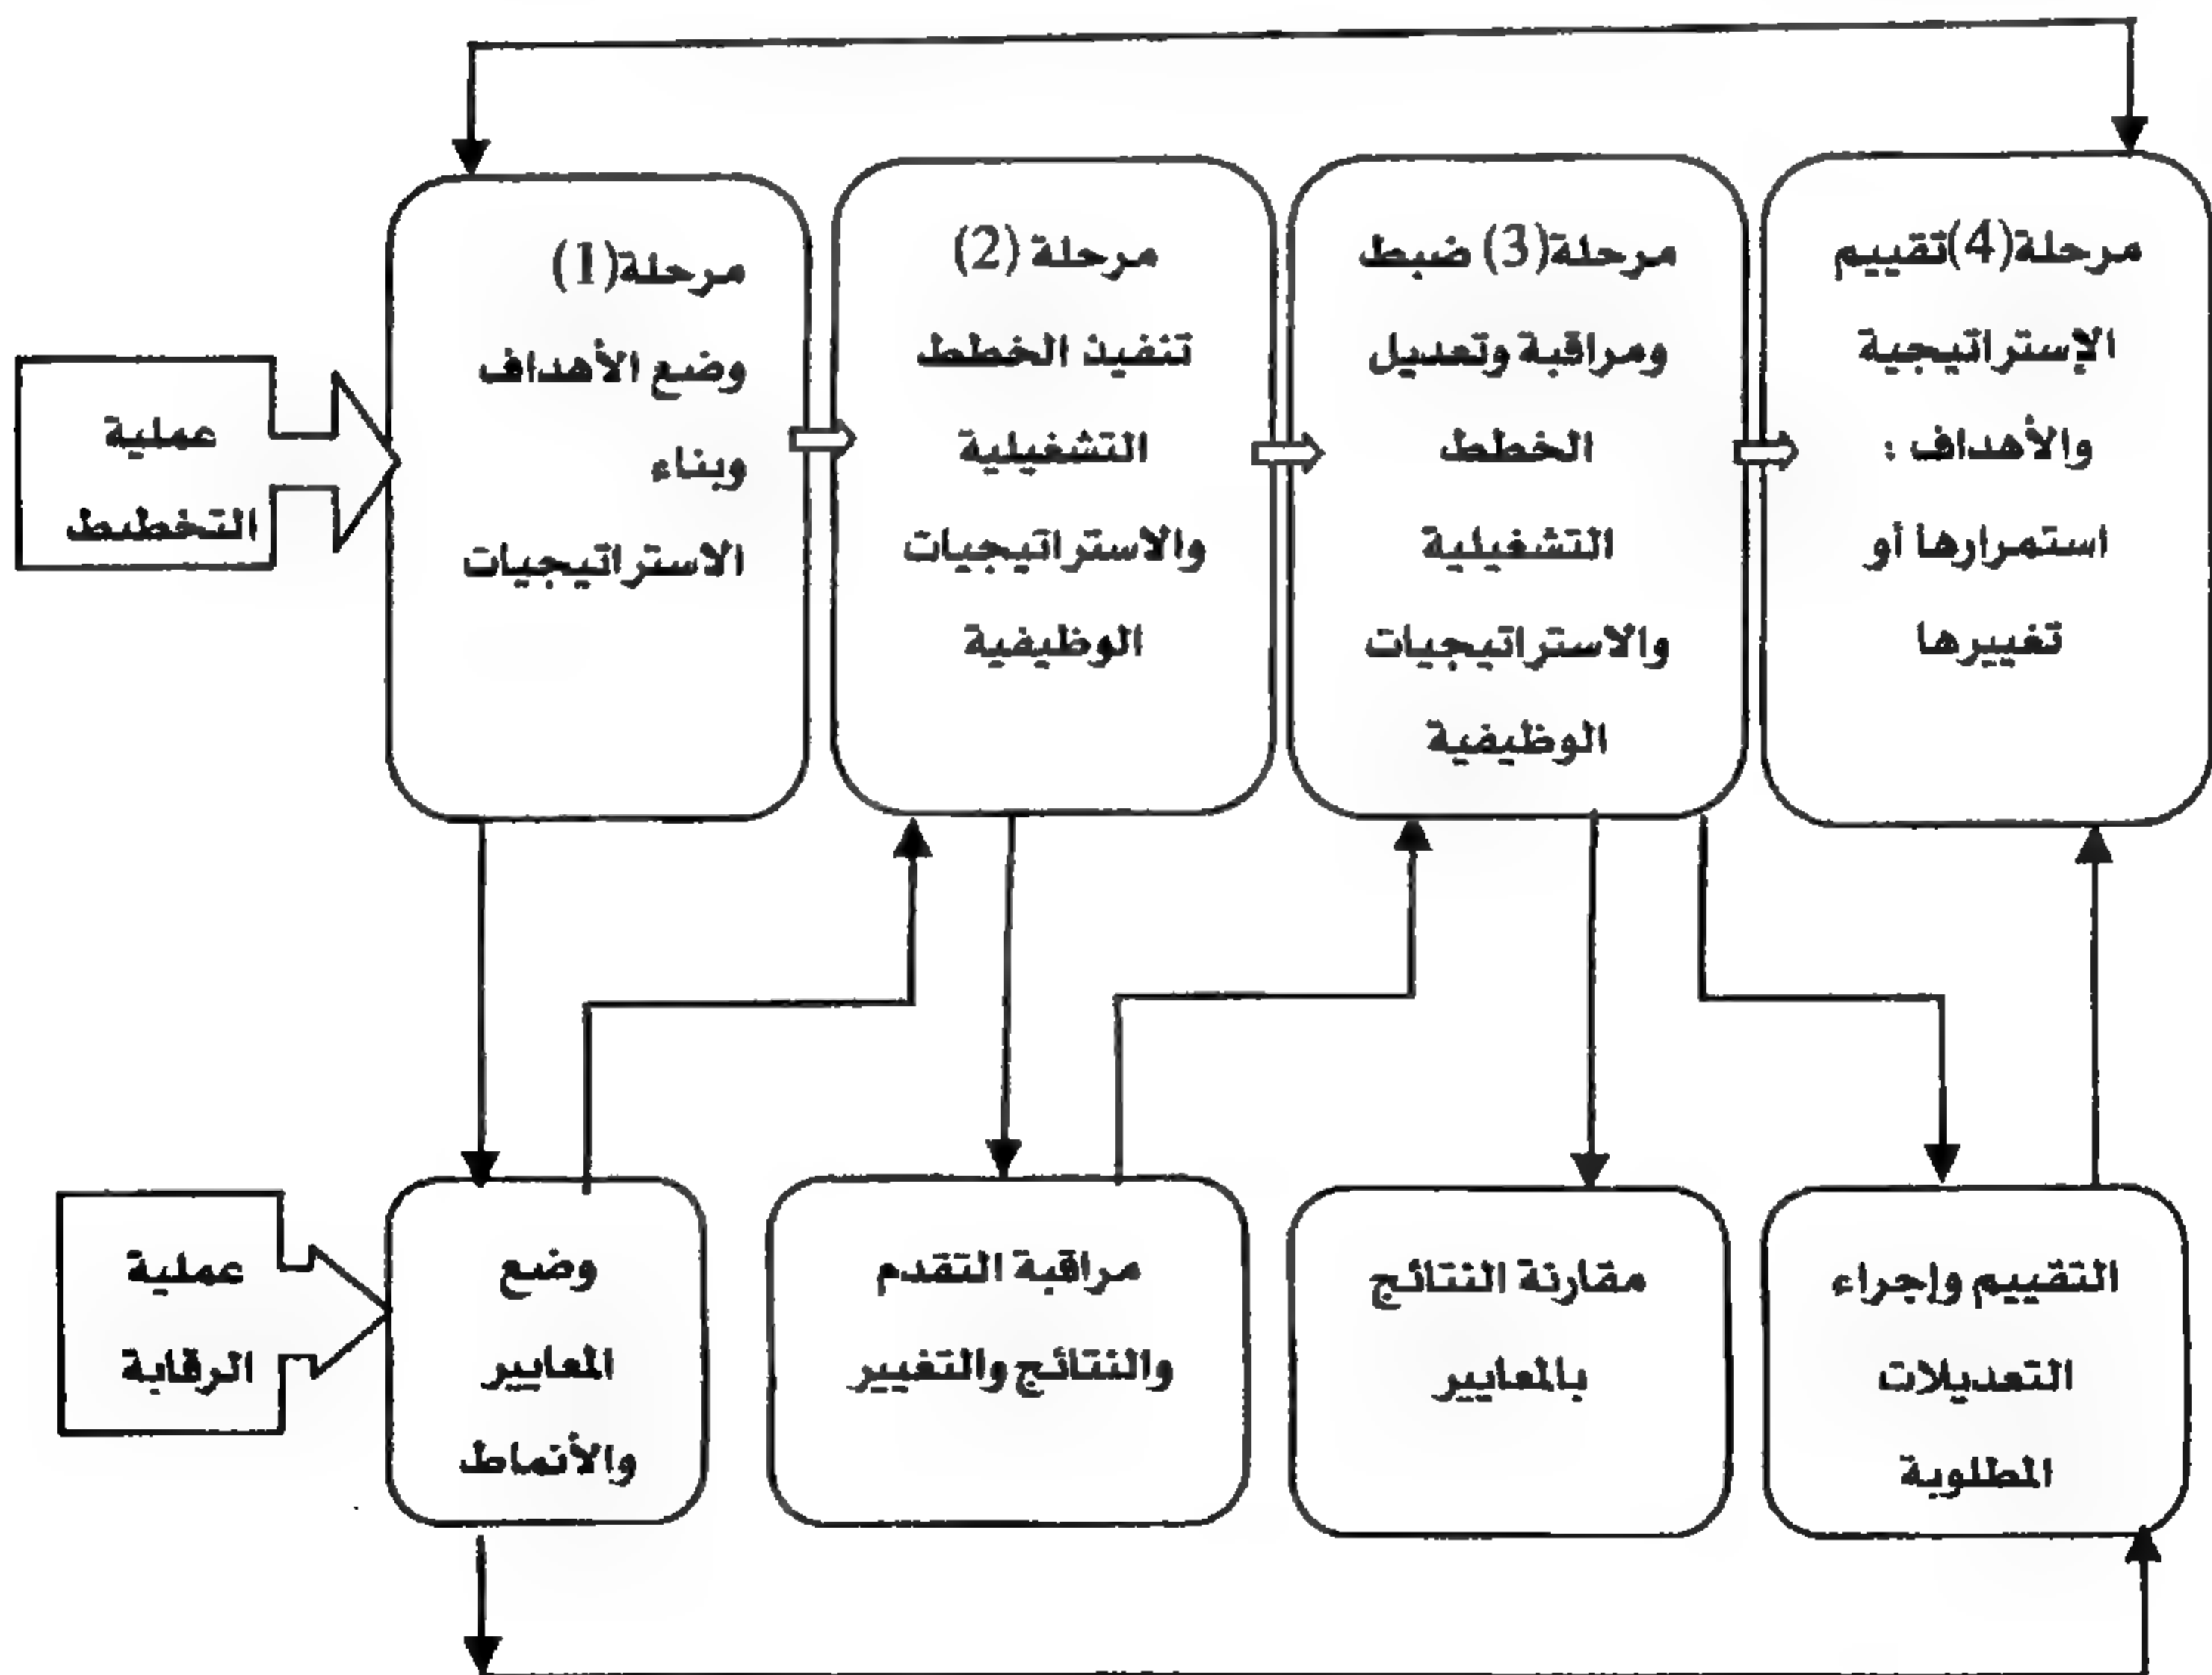 عملية
التخطيط
مرحلة(1)
وضع الأهداف
وبناء
الاستراتيجيات
مرحلة (2)
تنفيذ الخطط
التشغيلية
والاستراتيجيات
الوظيفية
مرحلة(3) ضبط
ومراقبة وتعديل
الخطط
التشغيلية
والاستراتيجيات
الوظيفية
مرحلة(4)تقييم
الإستراتيجية
والأهداف :
استمرارها أو
تغييرها
عملية
الرقابة
وضع
المعايير
والأنماط
مراقبة التقدم
والنتائج والتغيير
مقارنة النتائج
بالمعايير
التقييم وإجراء
التعديلات
المطلوبة